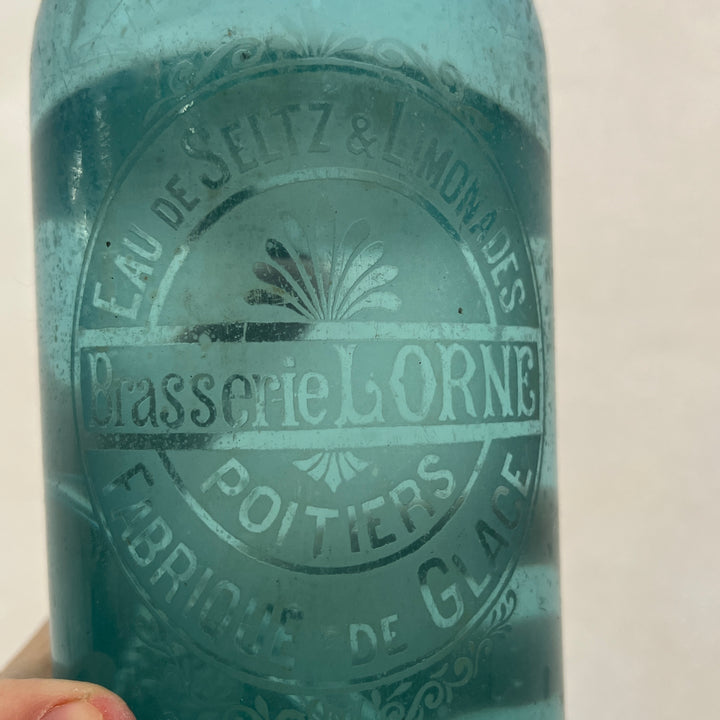 EAU DE SELTZ & LIMONADES
Brasserie LORNE
POITIERS
FABRIQUE DE GLACE